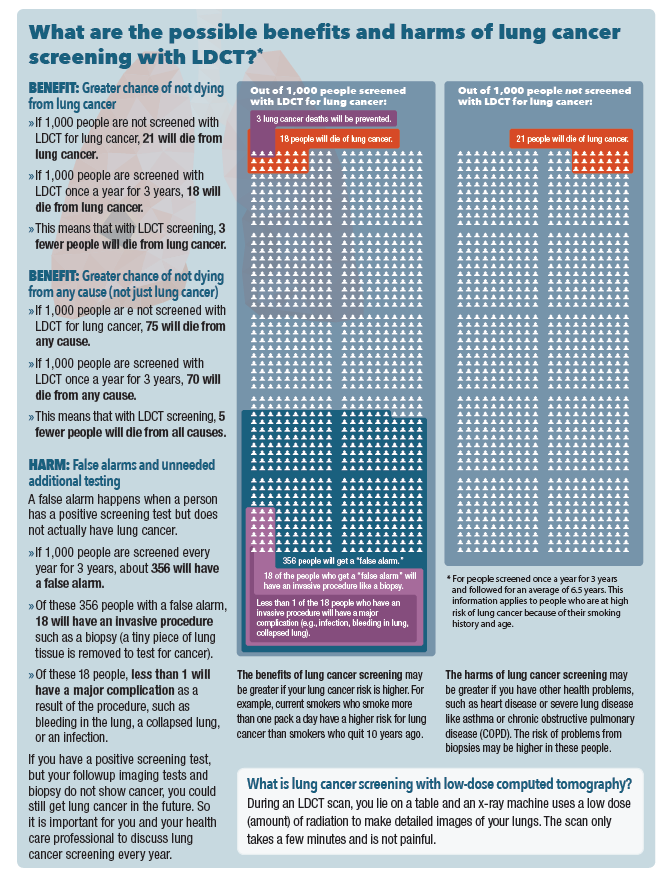 What are the possible benefits and harms of lung cancer
screening with LDCT?*
BENEFIT: Greater chance of not dying
from lung cancer
»If 1,000 people are not screened with
LDCT for lung cancer, 21 will die from
lung cancer.
»If 1,000 people are screened with
LDCT once a year for 3 years, 18 will
die from lung cancer.
»This means that with LDCT screening, 3
fewer people will die from lung cancer.
BENEFIT: Greater chance of not dying
from any cause (not just lung cancer)
»If 1,000 people ar e not screened with
LDCT for lung cancer, 75 will die from
any cause.
»If 1,000 people are screened with
LDCT once a year for 3 years, 70 will
die from any cause.
»This means that with LDCT screening, 5
fewer people will die from all causes.
HARM: False alarms and unneeded
additional testing
A false alarm happens when a person
has a positive screening test but does
not actually have lung cancer.
»If 1,000 people are screened every
year for 3 years, about 356 will have
a false alarm.
»Of these 356 people with a false alarm,
18 will have an invasive procedure
such as a biopsy (a tiny piece of lung
tissue is removed to test for cancer).
»Of these 18 people, less than 1 will
have a major complication as a
result of the procedure, such as
bleeding in the lung, a collapsed lung,
or an infection.
If you have a positive screening test,
but your followup imaging tests and
biopsy do not show cancer, you could
still get lung cancer in the future. So
it is important for you and your health
care professional to discuss lung
cancer screening every year.
Out of 1,000 people screened
with LDCT for lung cancer:
3 lung cancer deaths will be prevented.
18 people will die of lung cancer.
356 people will get a "false alarm."
18 of the people who get a "false alarm" will
have an invasive procedure like a biopsy.
Less than 1 of the 18 people who have an
invasive procedure will have a major
complication (e.g., infection, bleeding in lung,
collapsed lung).
Out of 1,000 people not screened
with LDCT for lung cancer:
21 people will die of lung cancer.
* For people screened once a year for 3 years
and followed for an average of 6.5 years. This
information applies to people who are at high
risk of lung cancer because of their smoking
history and age.
The benefits of lung cancer screening may
be greater if your lung cancer risk is higher. For
example, current smokers who smoke more
than one pack a day have a higher risk for lung
cancer than smokers who quit 10 years ago.
The harms of lung cancer screening may
be greater if you have other health problems,
such as heart disease or severe lung disease
like asthma or chronic obstructive pulmonary
disease (COPD). The risk of problems from
biopsies may be higher in these people.
What is lung cancer screening with low-dose computed tomography?
During an LDCT scan, you lie on a table and an x-ray machine uses a low dose
(amount) of radiation to make detailed images of your lungs. The scan only
takes a few minutes and is not painful.